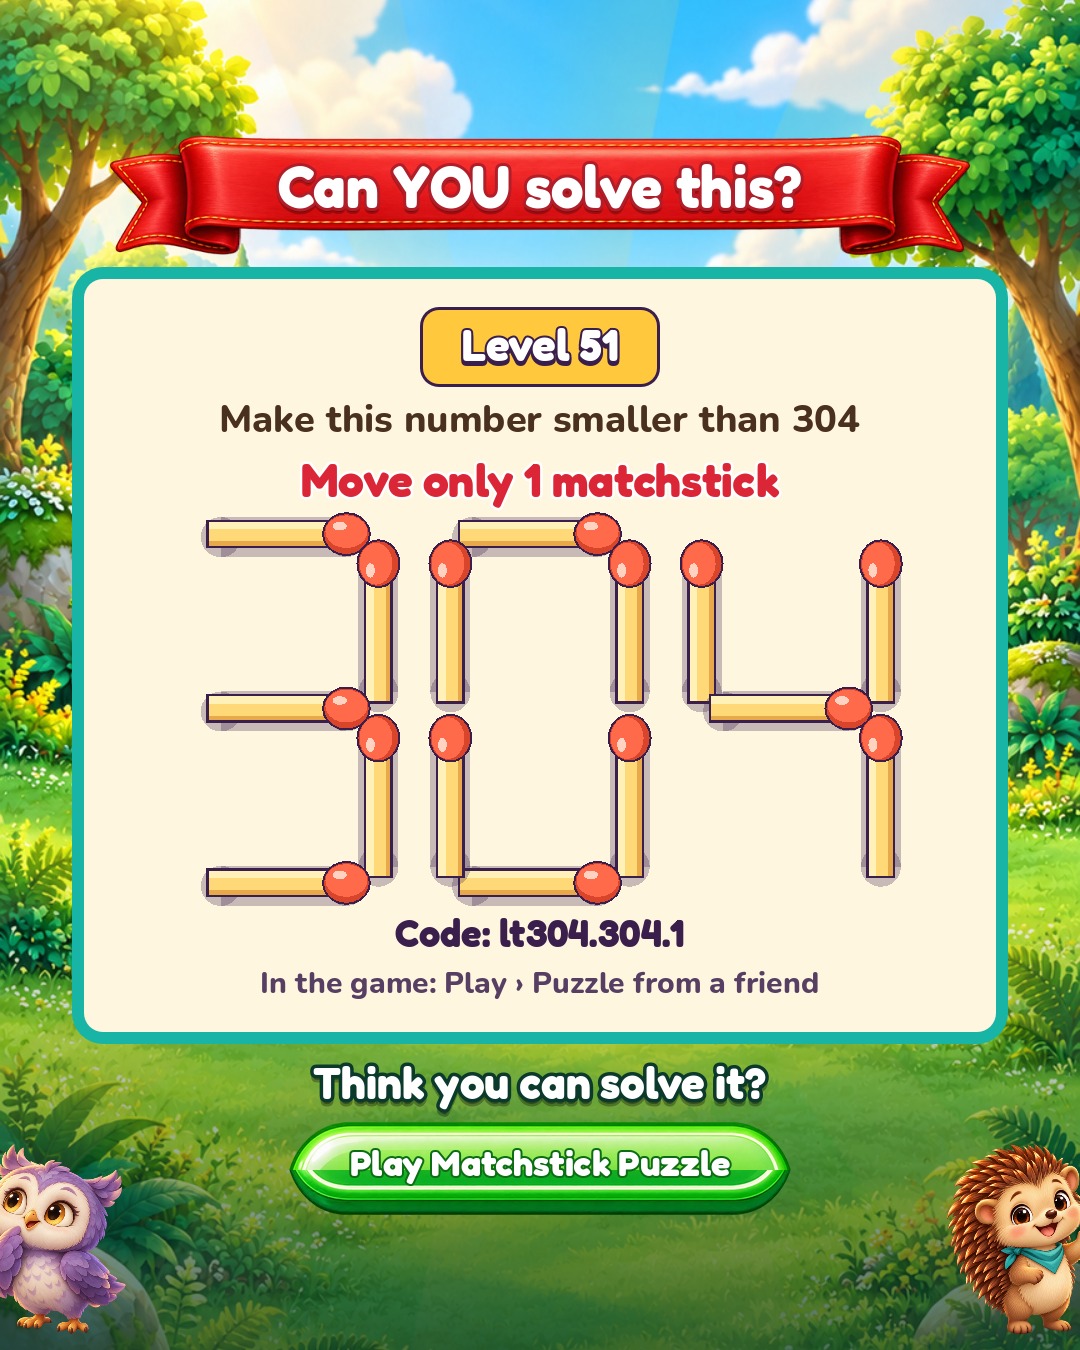 Can YOU solve this?
Level 51
Make this number smaller than 304
Move only 1 matchstick
304
Code: lt304.304.1
In the game: Play › Puzzle from a friend
Think you can solve it?
Play Matchstick Puzzle